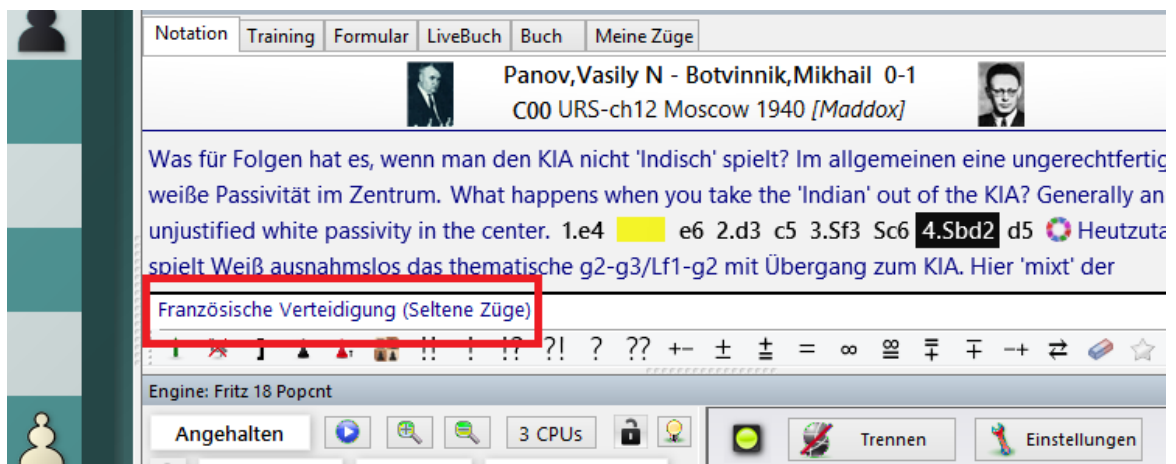 Notation Training Formular LiveBuch Buch Meine Züge
Panov,Vasily N - Botvinnik,Mikhail 0-1
C00 URS-ch12 Moscow 1940 [Maddox]
Was für Folgen hat es, wenn man den KIA nicht 'Indisch' spielt? Im allgemeinen eine ungerechtfertig
weiße Passivität im Zentrum. What happens when you take the 'Indian' out of the KIA? Generally an
unjustified white passivity in the center. 1.e4 e6 2.d3 c5 3.Sf3 Sc6 4.Sbd2 d5 Heutzuta
spielt Weiß ausnahmslos das thematische g2-g3/Lf1-g2 mit Übergang zum KIA. Hier 'mixt' der
Französische Verteidigung (Seltene Züge)
!! ! !? ?! ? ?? +− ± ⩲ = ∞ ⩱ ∓ −+ ⇄
Engine: Fritz 18 Popcnt
Angehalten 3 CPUs Trennen Einstellungen